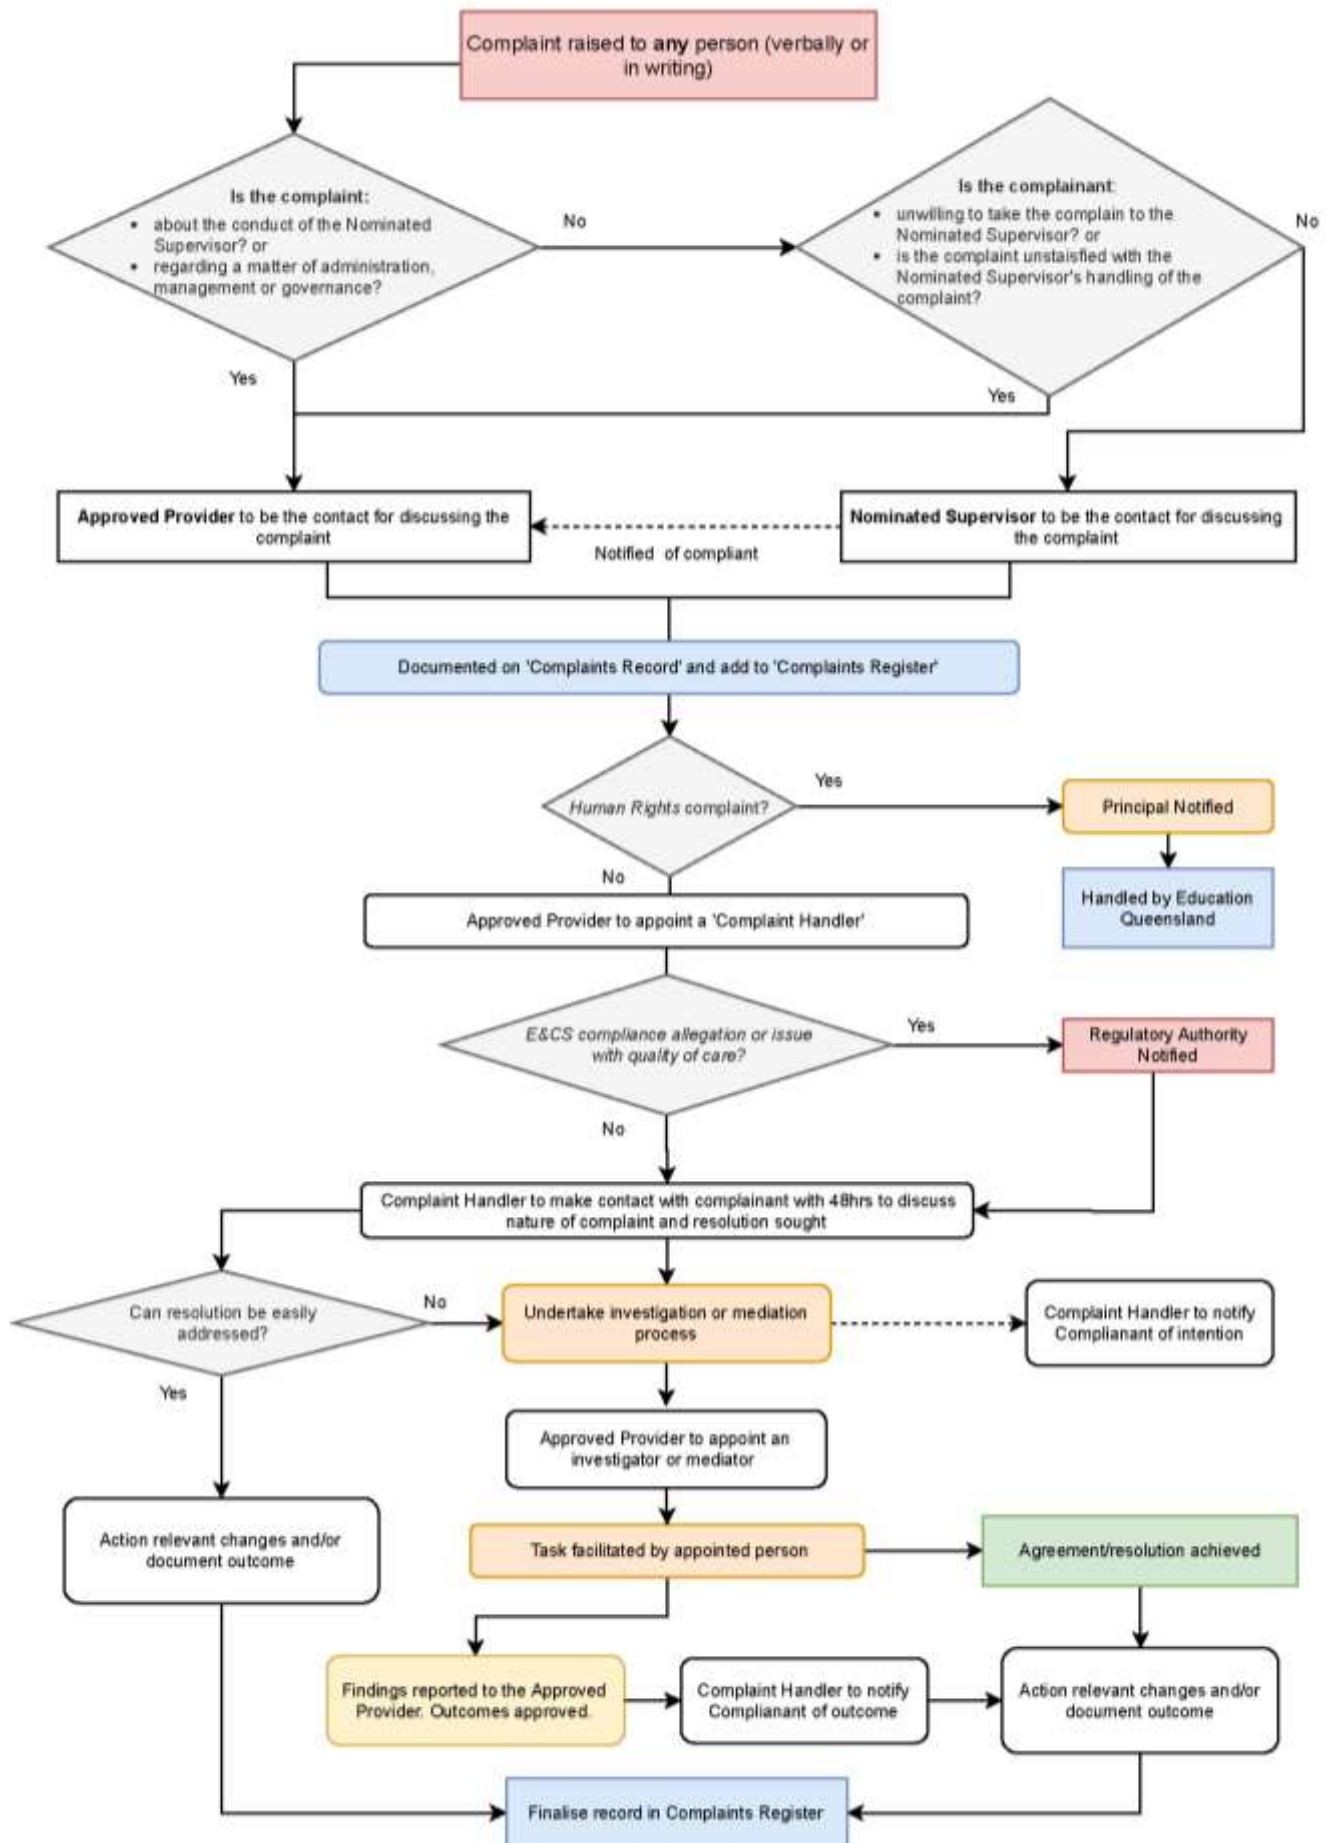 Complaint raised to any person (verbally or
in writing)
Is the complaint:
• about the conduct of the Nominated
Supervisor? or
• regarding a matter of administration,
management or governance?
No
Is the complainant:
• unwilling to take the complain to the
Nominated Supervisor? or
• is the complaint unstaisfied with the
Nominated Supervisor's handling of the
complaint?
No
Yes
Yes
Approved Provider to be the contact for discussing the
complaint
Notified of compliant
Nominated Supervisor to be the contact for discussing
the complaint
Documented on 'Complaints Record' and add to 'Complaints Register'
Human Rights complaint?
Yes
Principal Notified
Handled by Education
Queensland
No
Approved Provider to appoint a 'Complaint Handler'
E&CS compliance allegation or issue
with quality of care?
Yes
Regulatory Authority
Notified
No
Complaint Handler to make contact with complainant with 48hrs to discuss
nature of complaint and resolution sought
Can resolution be easily
addressed?
No
Undertake investigation or mediation
process
Complaint Handler to notify
Complianant of intention
Yes
Approved Provider to appoint an
investigator or mediator
Action relevant changes and/or
document outcome
Task facilitated by appointed person
Agreement/resolution achieved
Findings reported to the Approved
Provider. Outcomes approved.
Complaint Handler to notify
Complianant of outcome
Action relevant changes and/or
document outcome
Finalise record in Complaints Register